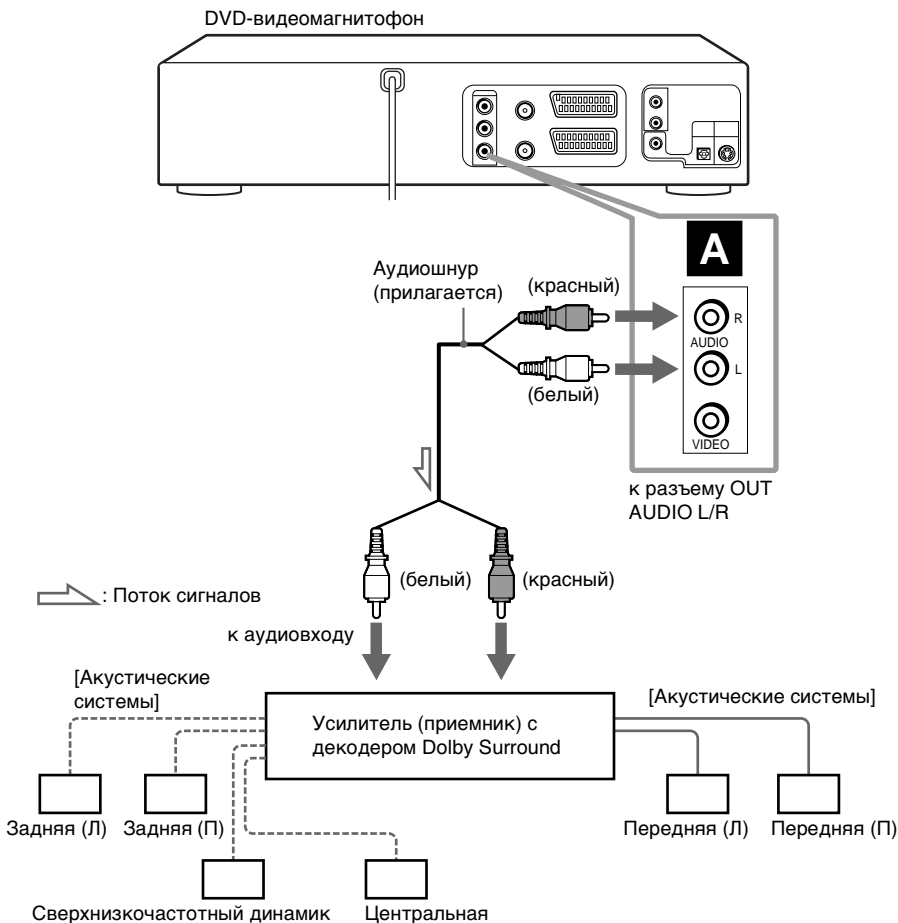 DVD-видеомагнитофон
A
Аудиошнур
(прилагается)
(красный)
R
AUDIO
L
(белый)
VIDEO
к разъему OUT
AUDIO L/R
(белый)
(красный)
: Поток сигналов
к аудиовходу
[Акустические
системы]
[Акустические системы]
Усилитель (приемник) с
декодером Dolby Surround
Задняя (Л)
Задняя (П)
Передняя (Л)
Передняя (П)
Сверхнизкочастотный динамик
Центральная